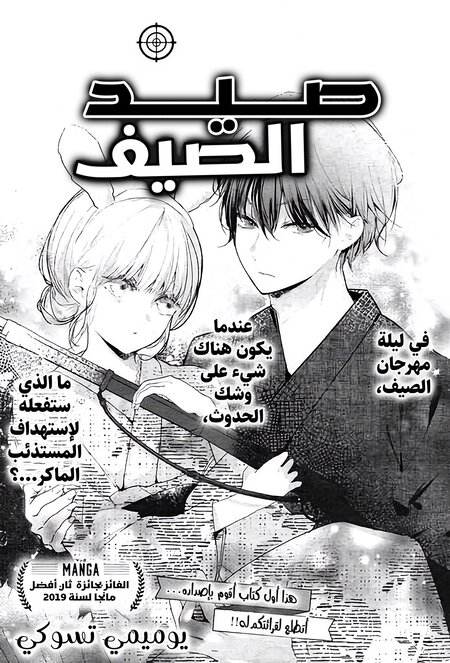 صيد
الصيف
في ليلة
مهرجان
الصيف،
عندما
يكون هناك
شيء على
وشك
الحدوث،
ما الذي
ستفعله
لإستهداف
المستذئب
الماكر...؟
MANGA
الفائز بجائزة ثار أفضل
مانجا لسنة 2019
هذا أول كتاب أقوم بإصداره...
أتطلع لقرائتكم له!!
يوميمي تسوكي